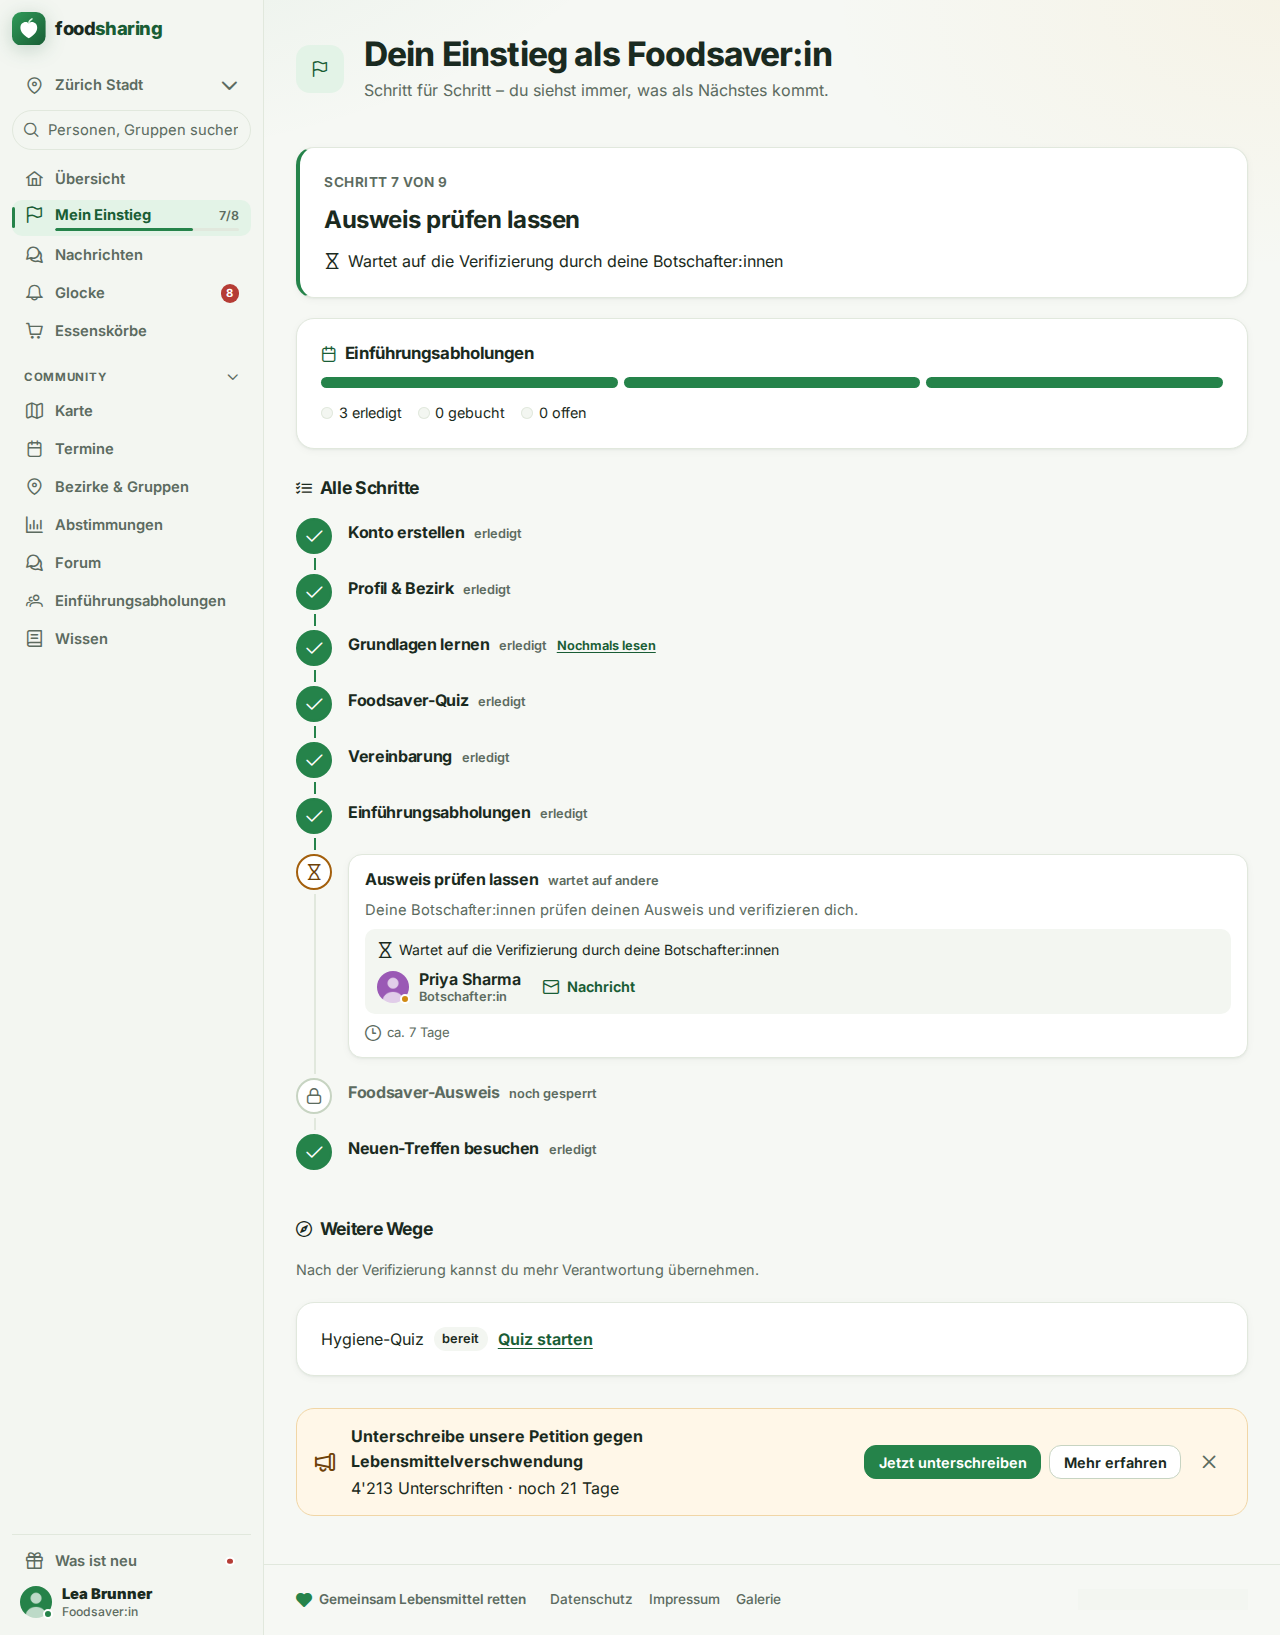 foodsharing
Zürich Stadt
Personen, Gruppen sucher
Übersicht
Mein Einstieg 7/8
Nachrichten
Glocke 8
Essenskörbe
COMMUNITY
Karte
Termine
Bezirke & Gruppen
Abstimmungen
Forum
Einführungsabholungen
Wissen
Was ist neu
Lea Brunner
Foodsaver:in
Dein Einstieg als Foodsaver:in
Schritt für Schritt – du siehst immer, was als Nächstes kommt.
SCHRITT 7 VON 9
Ausweis prüfen lassen
Wartet auf die Verifizierung durch deine Botschafter:innen
Einführungsabholungen
3 erledigt 0 gebucht 0 offen
Alle Schritte
Konto erstellen erledigt
Profil & Bezirk erledigt
Grundlagen lernen erledigt Nochmals lesen
Foodsaver-Quiz erledigt
Vereinbarung erledigt
Einführungsabholungen erledigt
Ausweis prüfen lassen wartet auf andere
Deine Botschafter:innen prüfen deinen Ausweis und verifizieren dich.
Wartet auf die Verifizierung durch deine Botschafter:innen
Priya Sharma
Botschafter:in
Nachricht
ca. 7 Tage
Foodsaver-Ausweis noch gesperrt
Neuen-Treffen besuchen erledigt
Weitere Wege
Nach der Verifizierung kannst du mehr Verantwortung übernehmen.
Hygiene-Quiz bereit Quiz starten
Unterschreibe unsere Petition gegen
Lebensmittelverschwendung
4'213 Unterschriften · noch 21 Tage
Jetzt unterschreiben Mehr erfahren
Gemeinsam Lebensmittel retten Datenschutz Impressum Galerie